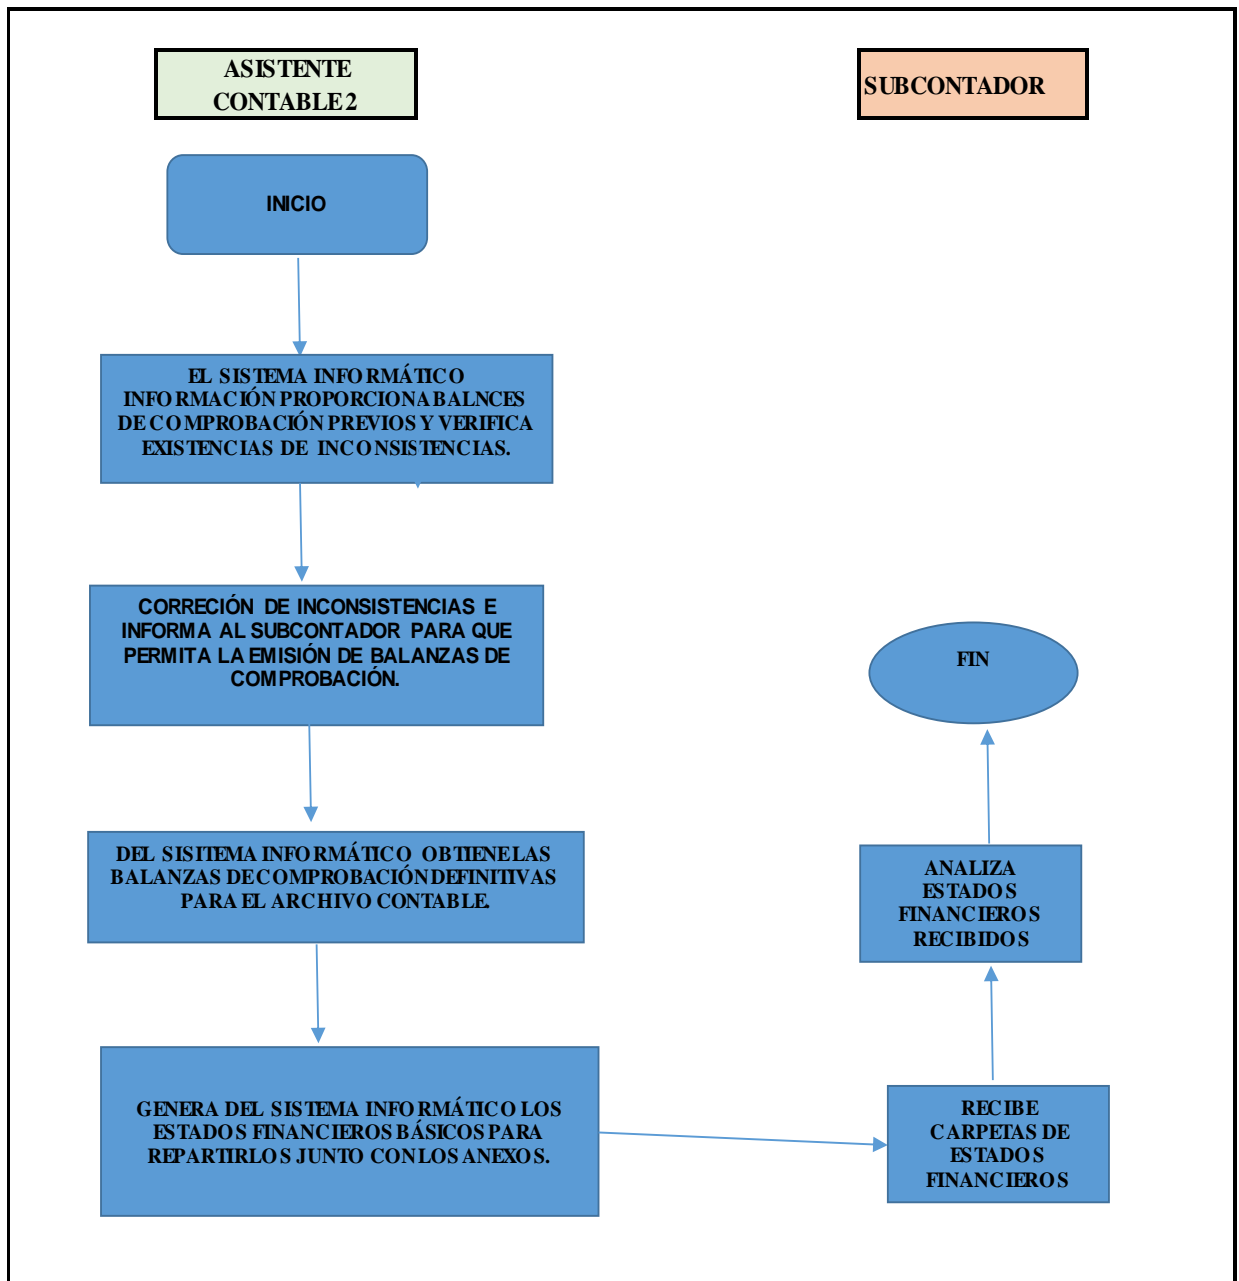 ASISTENTE
CONTABLE 2
SUBCONTADOR
INICIO
EL SISTEMA INFORMÁTICO
INFORMACIÓN PROPORCIONA BALNCES
DE COMPROBACIÓN PREVIOS Y VERIFICA
EXISTENCIAS DE INCONSISTENCIAS.
CORRECIÓN DE INCONSISTENCIAS E
INFORMA AL SUBCONTADOR PARA QUE
PERMITA LA EMISIÓN DE BALANZAS DE
COMPROBACIÓN.
DEL SISITEMA INFORMÁTICO OBTIENE LAS
BALANZAS DE COMPROBACIÓN DEFINITIVAS
PARA EL ARCHIVO CONTABLE.
GENERA DEL SISTEMA INFORMÁTICO LOS
ESTADOS FINANCIEROS BÁSICOS PARA
REPARTIRLOS JUNTO CON LOS ANEXOS.
RECIBE
CARPETAS DE
ESTADOS
FINANCIEROS
ANALIZA
ESTADOS
FINANCIEROS
RECIBIDOS
FIN